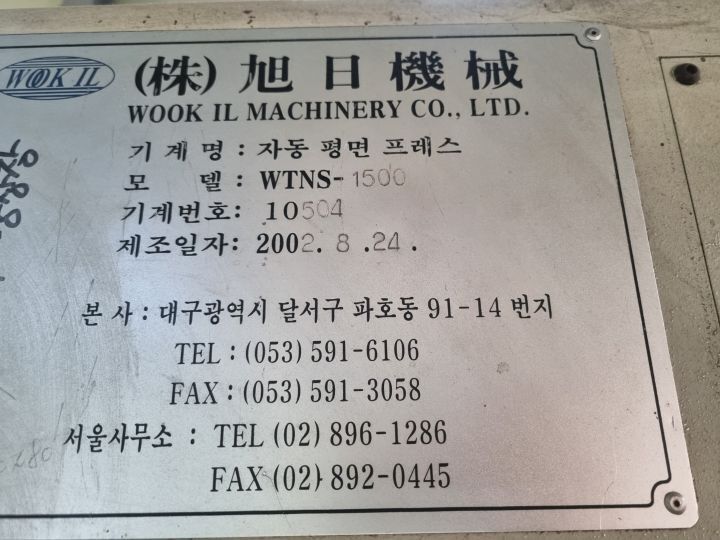 WOOK IL
(株) 旭日機械
WOOK IL MACHINERY CO., LTD.
기 계 명 : 자동 평면 프레스
모 델 : WTNS-1500
기계번호: 10504
제조일자: 2002. 8 .24 .
본 사 : 대구광역시 달서구 파호동 91-14 번지
TEL : (053) 591-6106
FAX : (053) 591-3058
서울사무소 : TEL (02) 896-1286
FAX (02) 892-0445